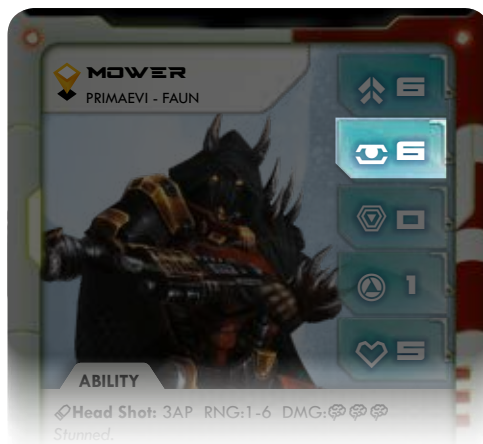 MOWER
PRIMAEVI - FAUN
6
6
0
1
5
ABILITY
Head Shot: 3AP RNG:1-6 DMG:
Stunned.